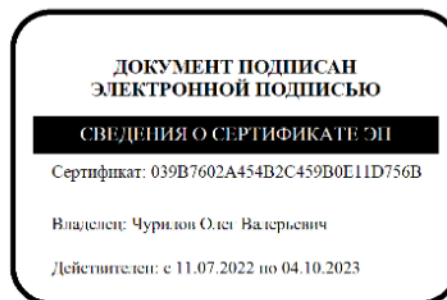 ДОКУМЕНТ ПОДПИСАН
ЭЛЕКТРОННОЙ ПОДПИСЬЮ
СВЕДЕНИЯ О СЕРТИФИКАТЕ ЭП
Сертификат: 039B7602A454B2C459B0E11D756B
Владелец: Чурилов Олег Валерьевич
Действителен: с 11.07.2022 по 04.10.2023